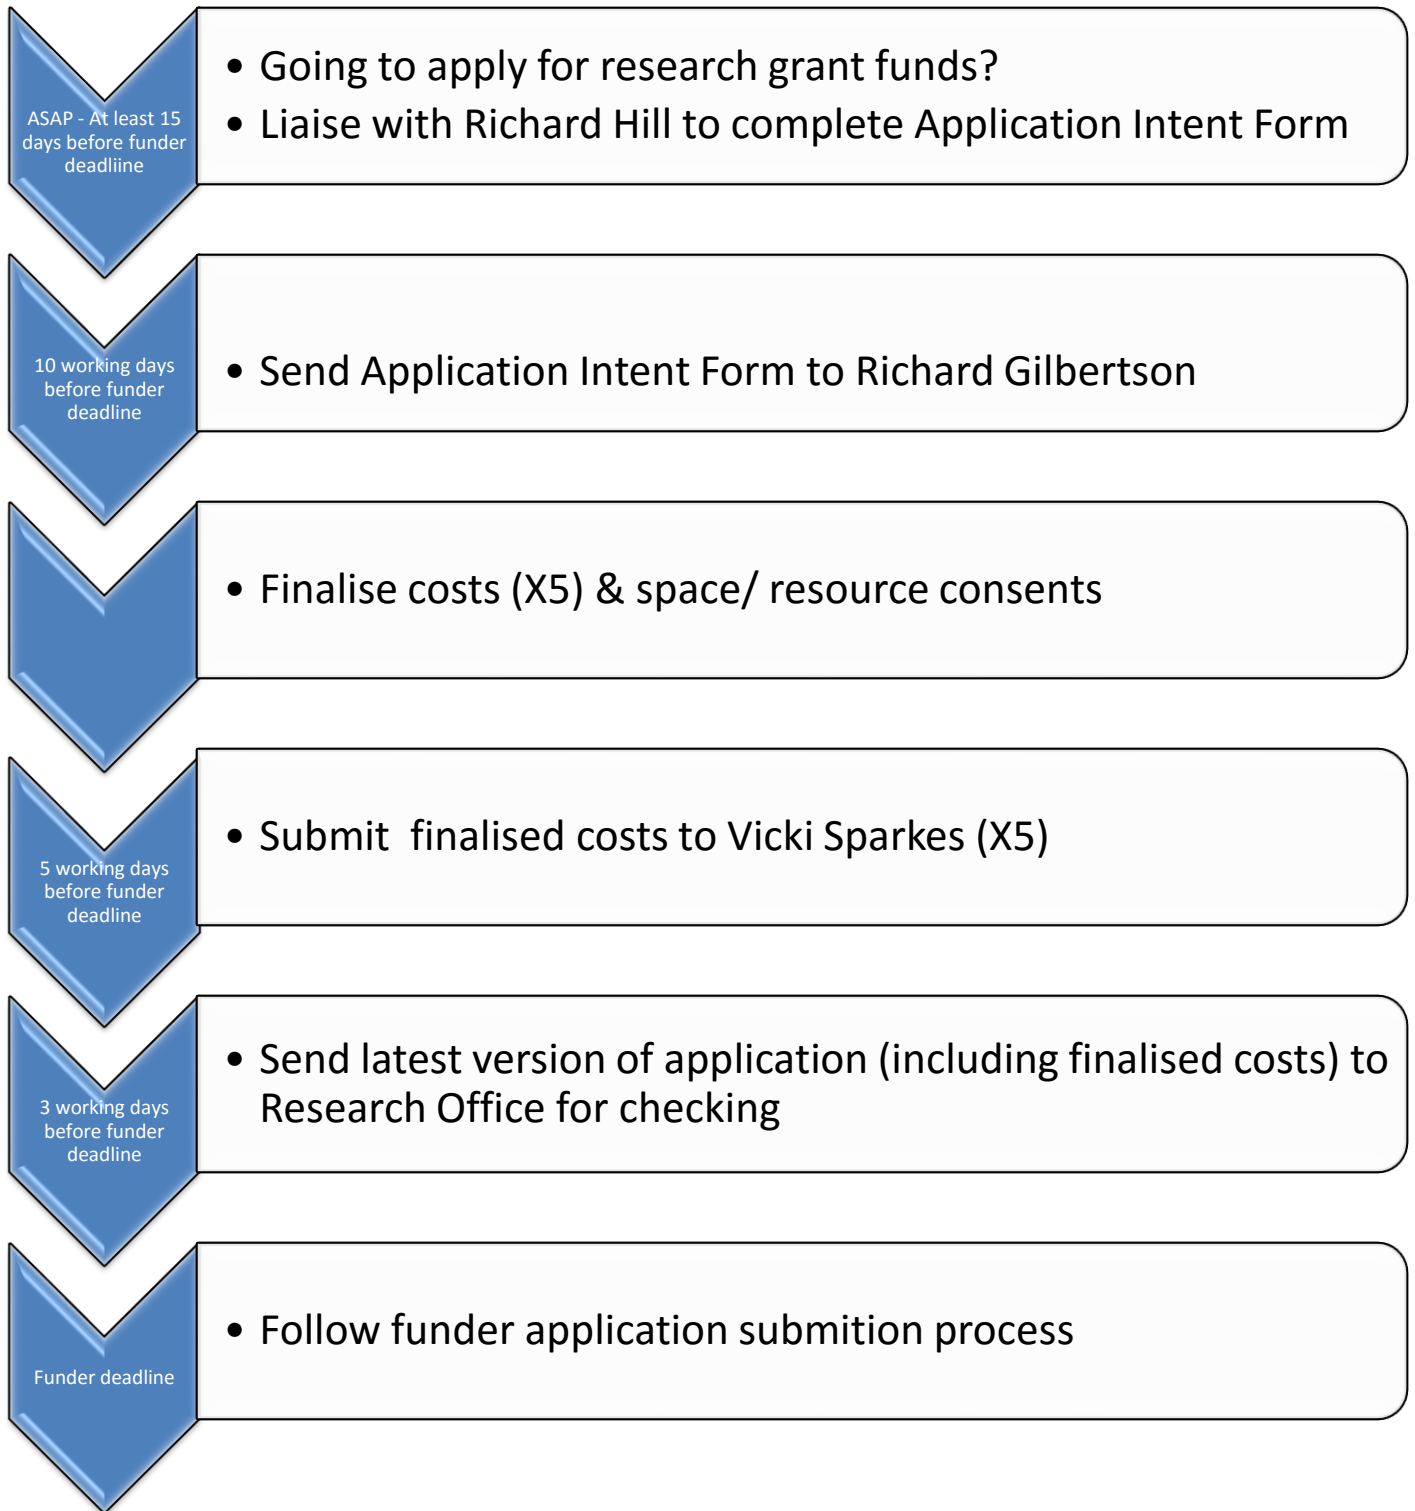 ASAP - At least 15
days before funder
deadliine
• Going to apply for research grant funds?
• Liaise with Richard Hill to complete Application Intent Form
10 working days
before funder
deadline
• Send Application Intent Form to Richard Gilbertson
• Finalise costs (X5) & space/ resource consents
5 working days
before funder
deadline
• Submit  finalised costs to Vicki Sparkes (X5)
3 working days
before funder
deadline
• Send latest version of application (including finalised costs) to
Research Office for checking
Funder deadline
• Follow funder application submition process